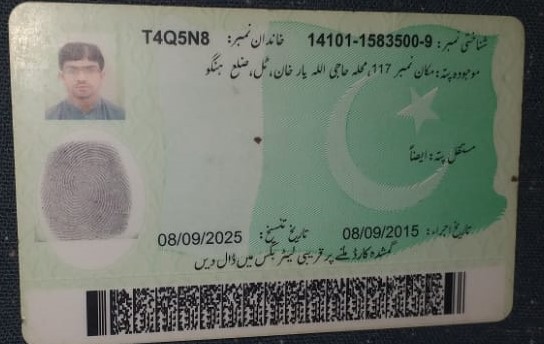 شناختی نمبر: 14101-1583500-9 خاندان نمبر: T4Q5N8
موجودہ پتہ: مکان نمبر 117، محلہ حاجی اللہ یار خان، ٹل، ضلع ہنگو
مستقل پتہ: ایضاً
تاریخ اجراء: 08/09/2015 تاریخ تنسیخ: 08/09/2025
گمشدہ کارڈ ملنے پر قریبی لیٹر بکس میں ڈال دیں